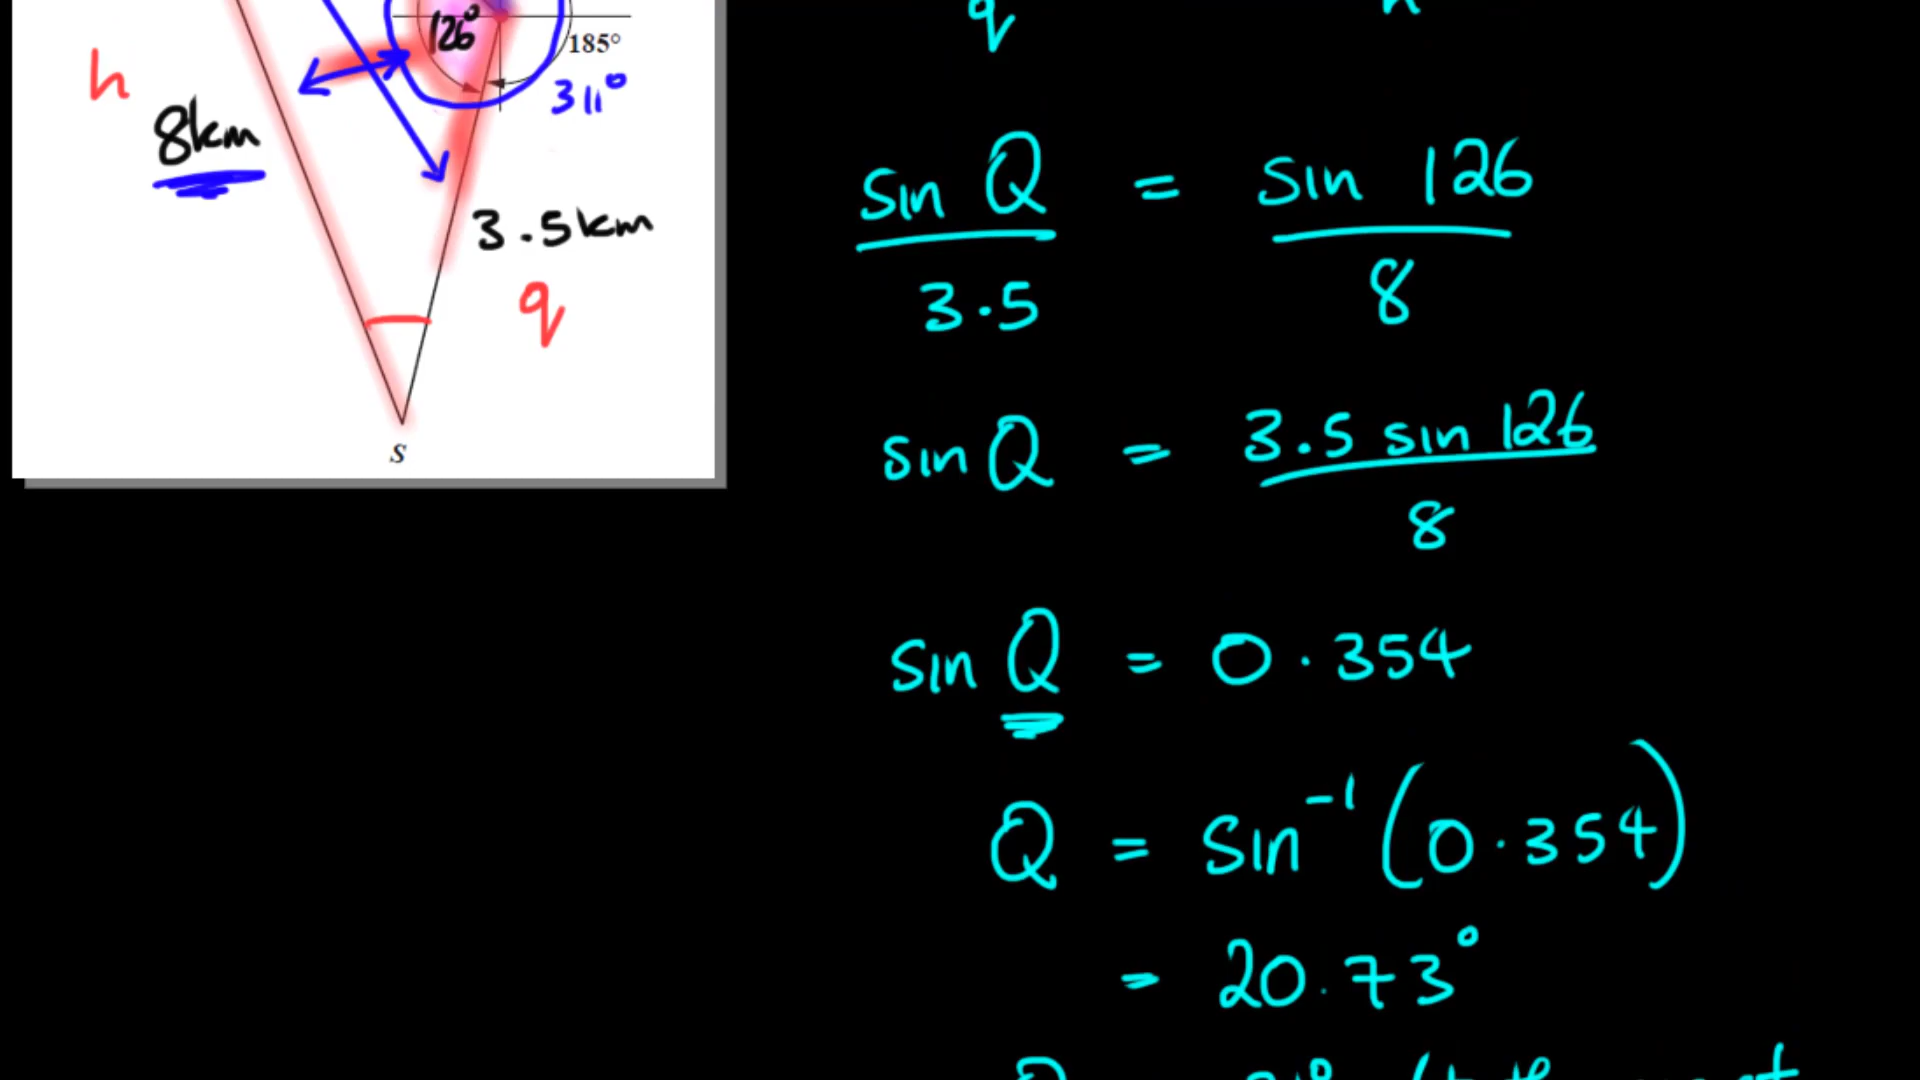 126°
185°
311°
h
8km
3.5km
q
S
q
sin Q = sin 126
3.5 8
sin Q = 3.5 sin 126
8
sin Q = 0.354
Q = sin⁻¹ (0.354)
= 20.73°